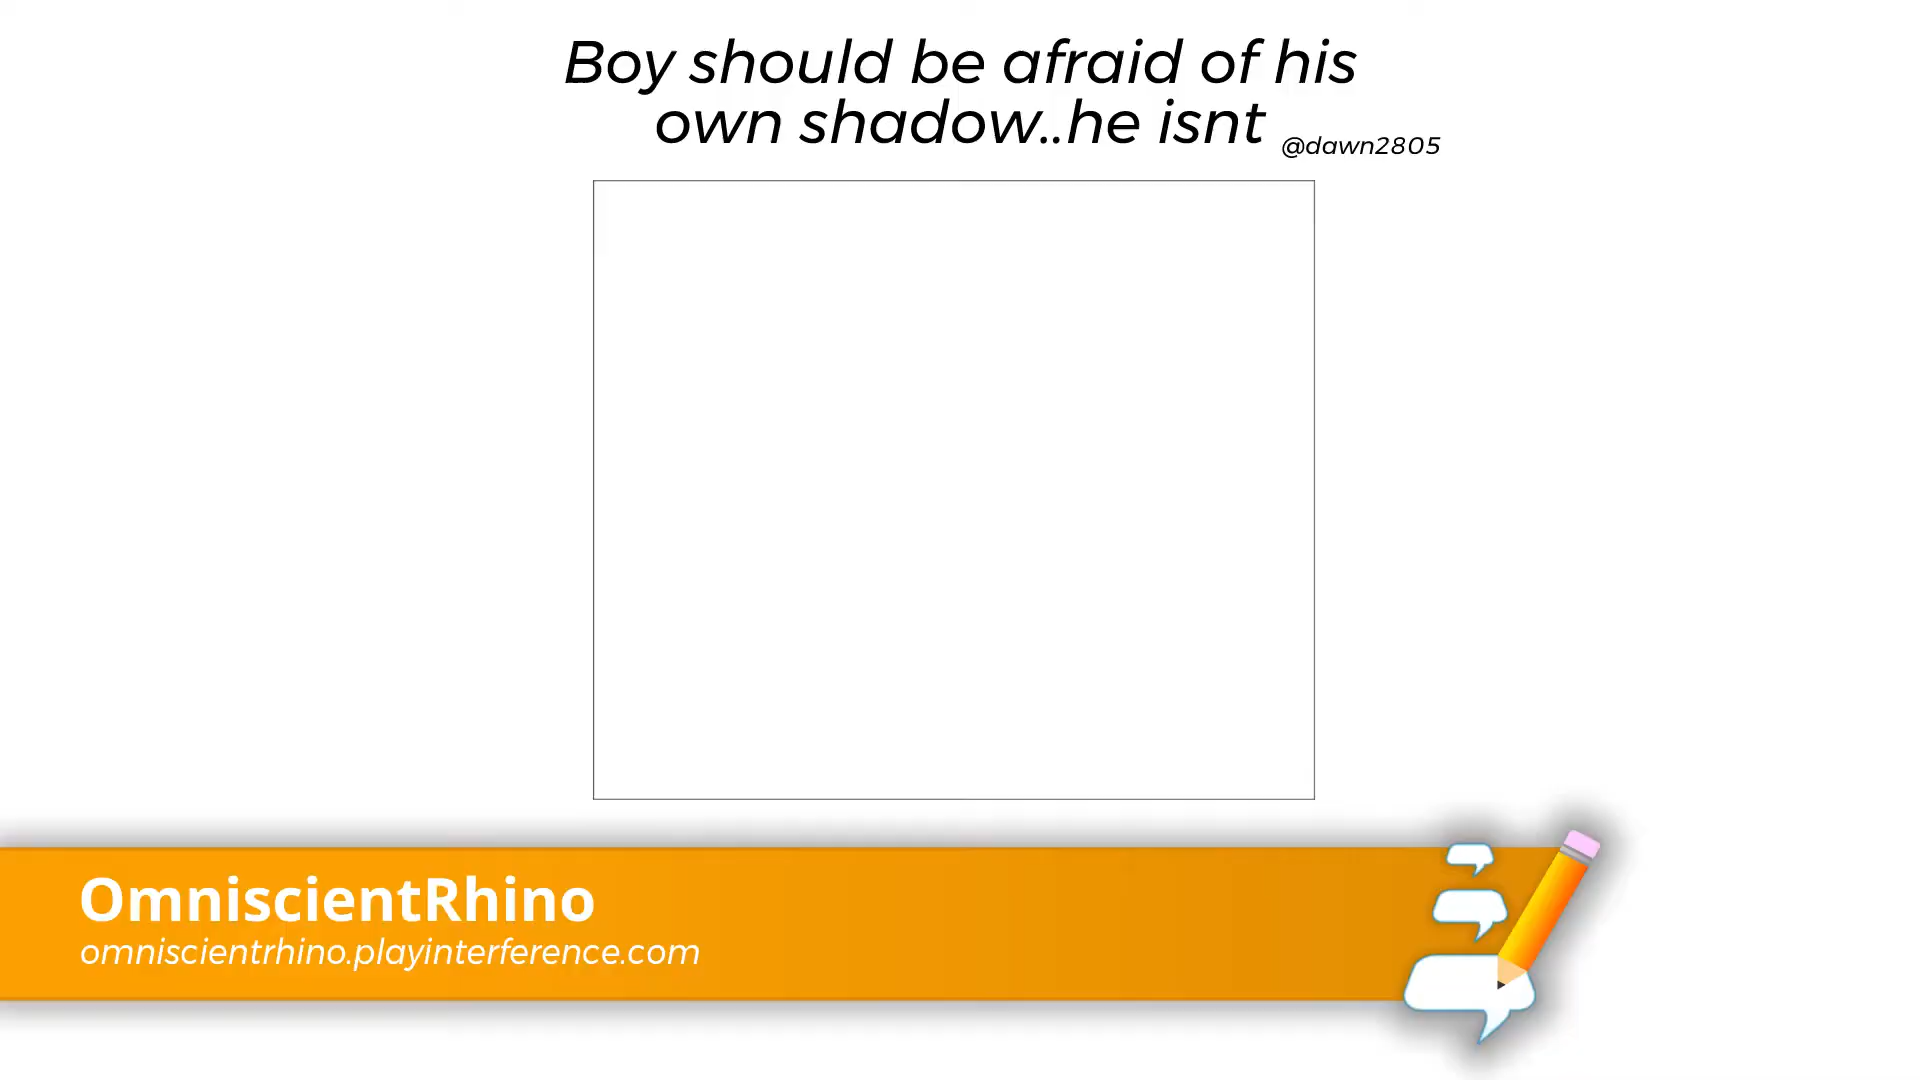 Boy should be afraid of his
own shadow..he isnt @dawn2805
OmniscientRhino
omniscientrhino.playinterference.com